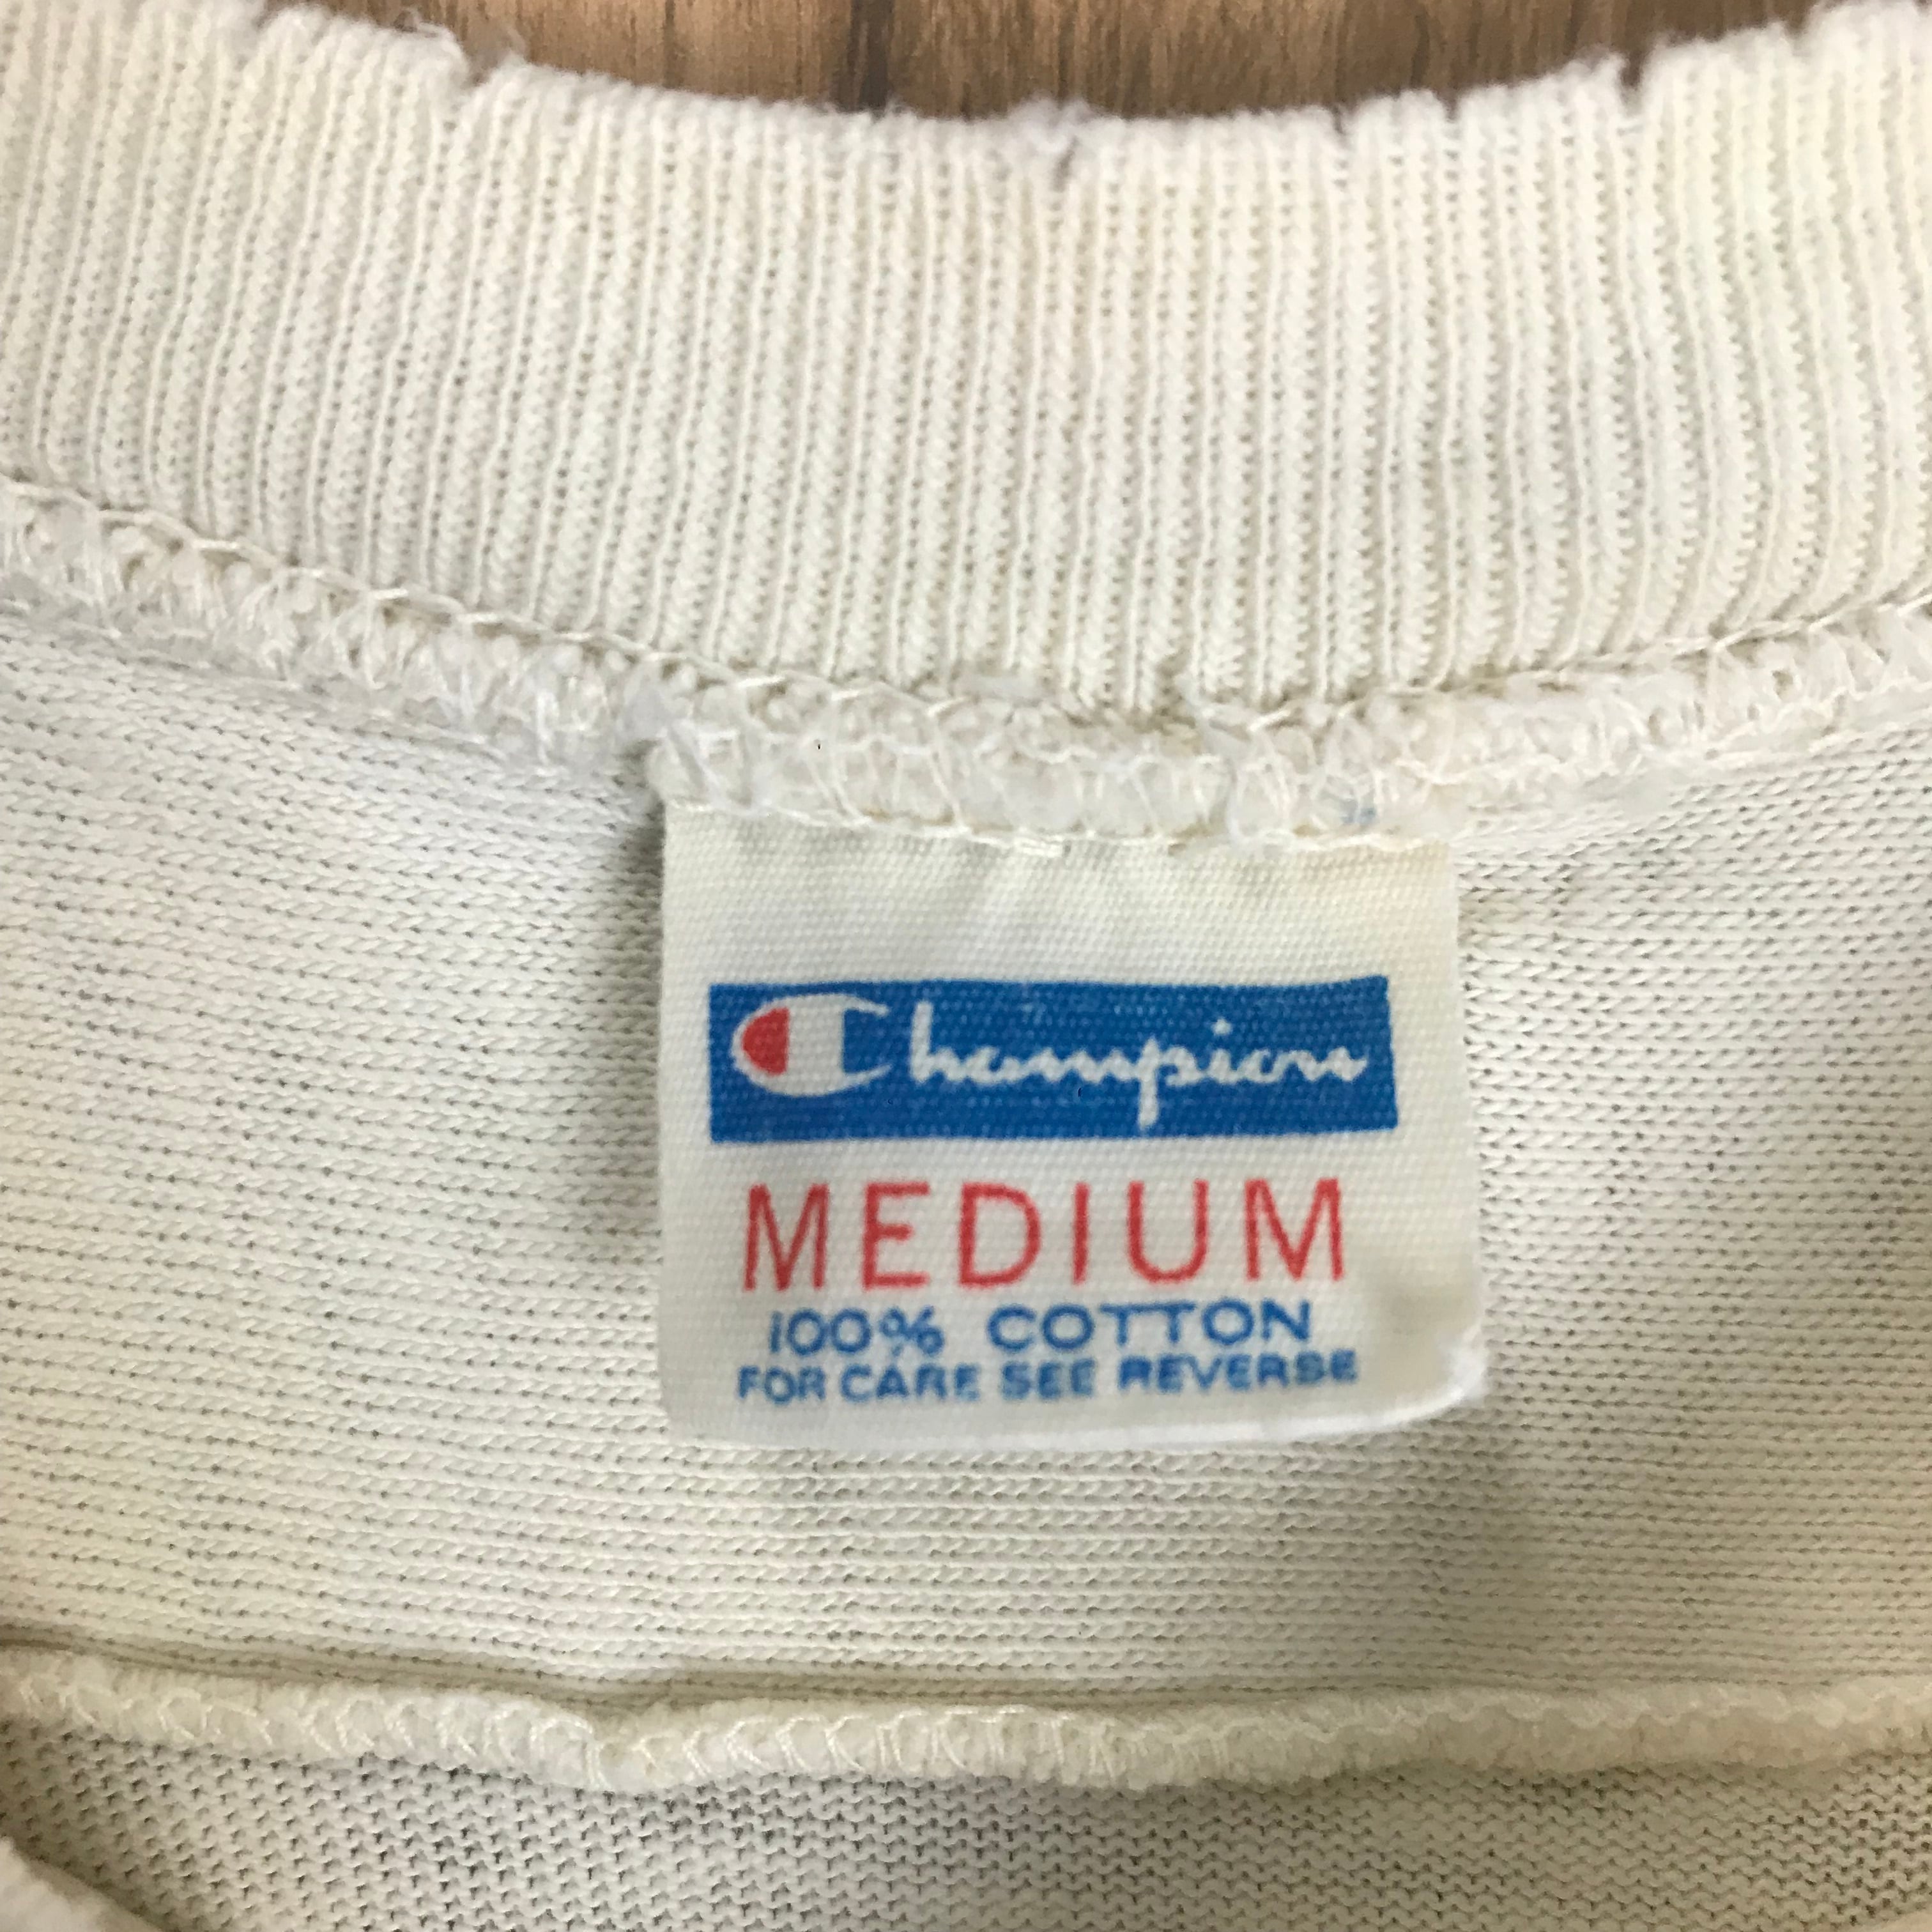 Champion
MEDIUM
100% COTTON
FOR CARE SEE REVERSE